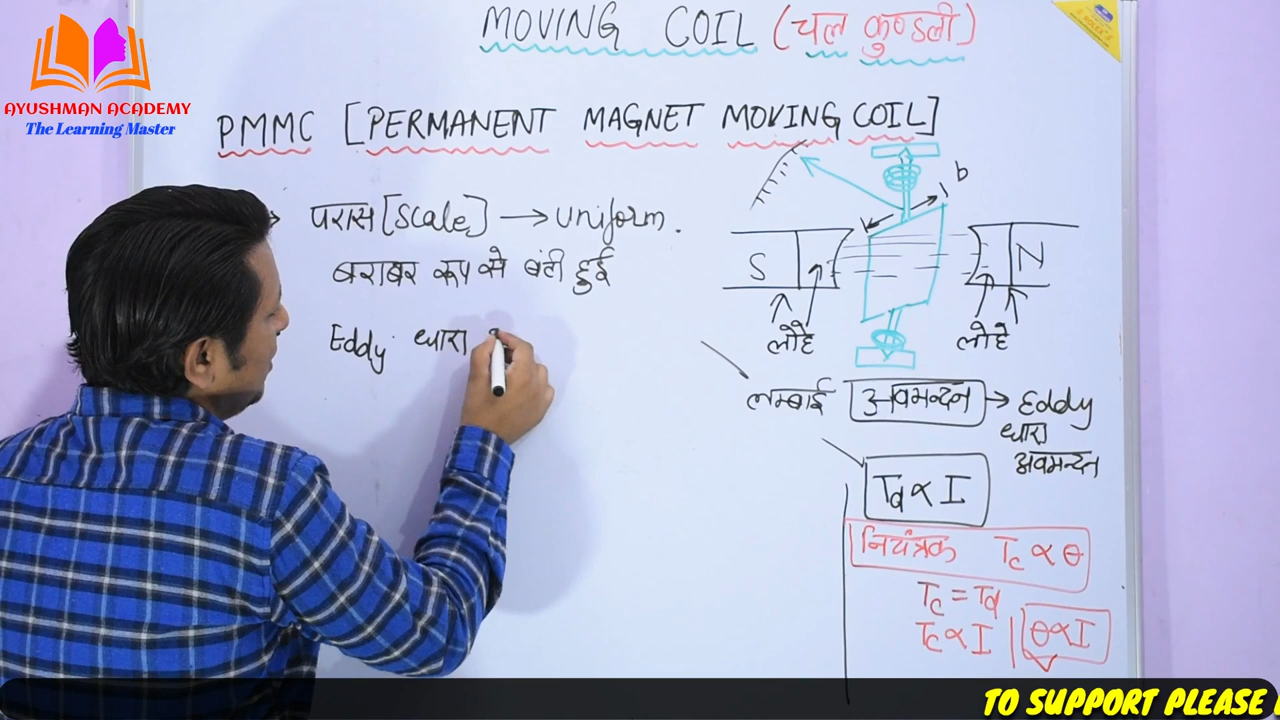 MOVING COIL (चल कुण्डली)
AYUSHMAN ACADEMY
The Learning Master
PMMC [PERMANENT MAGNET MOVING COIL]
परास [Scale] → Uniform.
बराबर रूप से बंटी हुई
Eddy धारा
b
S
N
लोहे
लोहे
लम्बाई
अवमन्दन → Eddy
धारा
अवमन्दन
Td ∝ I
नियंत्रक Tc ∝ θ
Tc = Td
Tc ∝ I | θ ∝ I
TO SUPPORT PLEASE